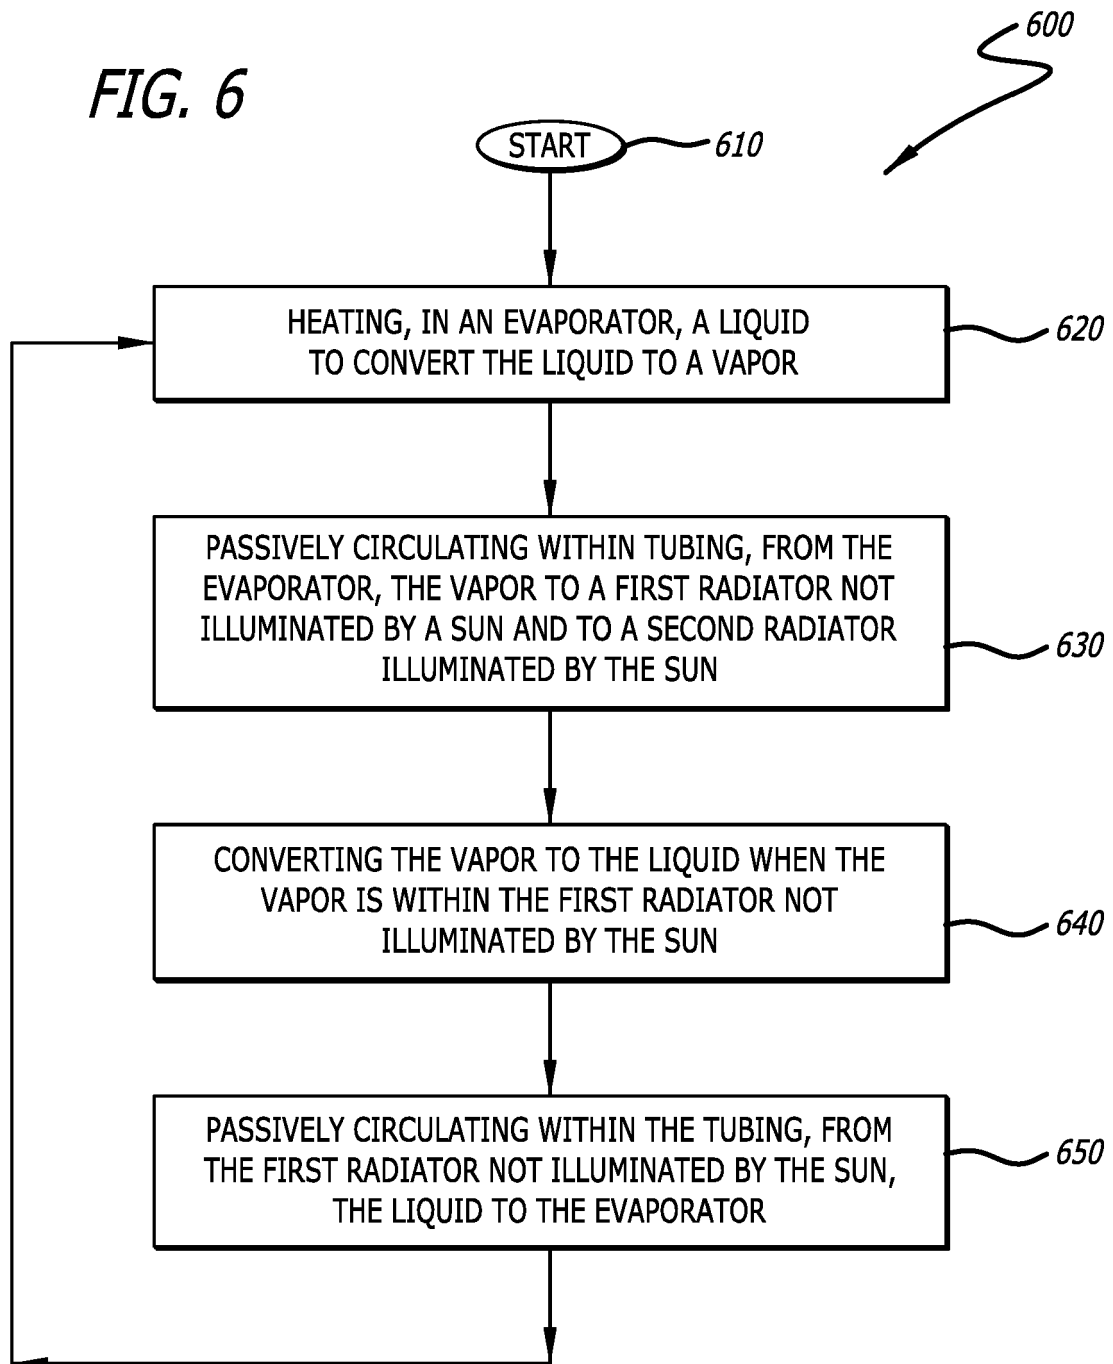 600
FIG. 6
START
610
HEATING, IN AN EVAPORATOR, A LIQUID
TO CONVERT THE LIQUID TO A VAPOR
620
PASSIVELY CIRCULATING WITHIN TUBING, FROM THE
EVAPORATOR, THE VAPOR TO A FIRST RADIATOR NOT
ILLUMINATED BY A SUN AND TO A SECOND RADIATOR
ILLUMINATED BY THE SUN
630
CONVERTING THE VAPOR TO THE LIQUID WHEN THE
VAPOR IS WITHIN THE FIRST RADIATOR NOT
ILLUMINATED BY THE SUN
640
PASSIVELY CIRCULATING WITHIN THE TUBING, FROM
THE FIRST RADIATOR NOT ILLUMINATED BY THE SUN,
THE LIQUID TO THE EVAPORATOR
650